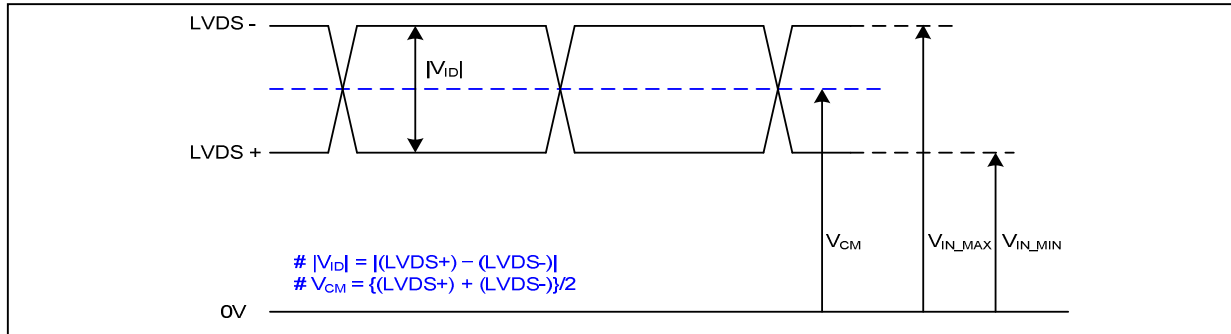 LVDS -
|VID|
LVDS +
VCM
VIN_MAX
VIN_MIN
# |VID| = |(LVDS+) – (LVDS-)|
# VCM = {(LVDS+) + (LVDS-)}/2
0V